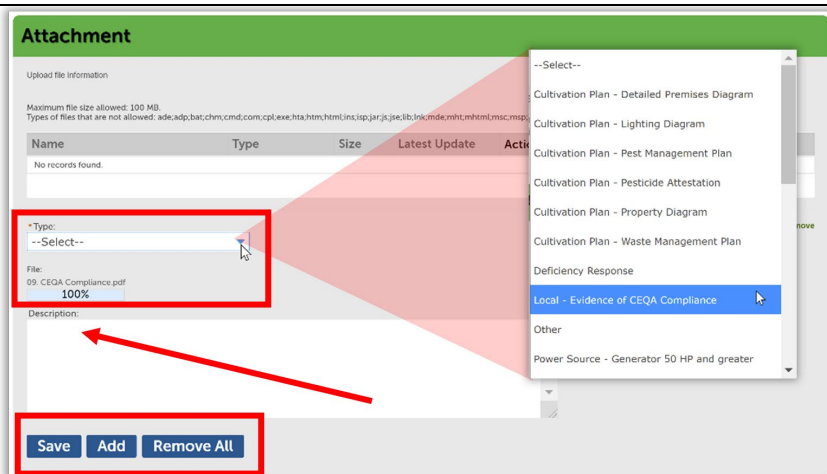 Attachment
Upload file information
Maximum file size allowed: 100 MB.
Types of files that are not allowed: ade;adp;bat;chm;cmd;com;cpl;exe;hta;htm;html;ins;isp;jar;js;jse;lib;lnk;mde;mht;mhtml;msc;msp;
Name Type Size Latest Update Actio
No records found.
*Type:
--Select--
File:
09. CEQA Compliance.pdf
100%
Description:
Save Add Remove All
--Select--
Cultivation Plan - Detailed Premises Diagram
Cultivation Plan - Lighting Diagram
Cultivation Plan - Pest Management Plan
Cultivation Plan - Pesticide Attestation
Cultivation Plan - Property Diagram
Cultivation Plan - Waste Management Plan
Deficiency Response
Local - Evidence of CEQA Compliance
Other
Power Source - Generator 50 HP and greater
move